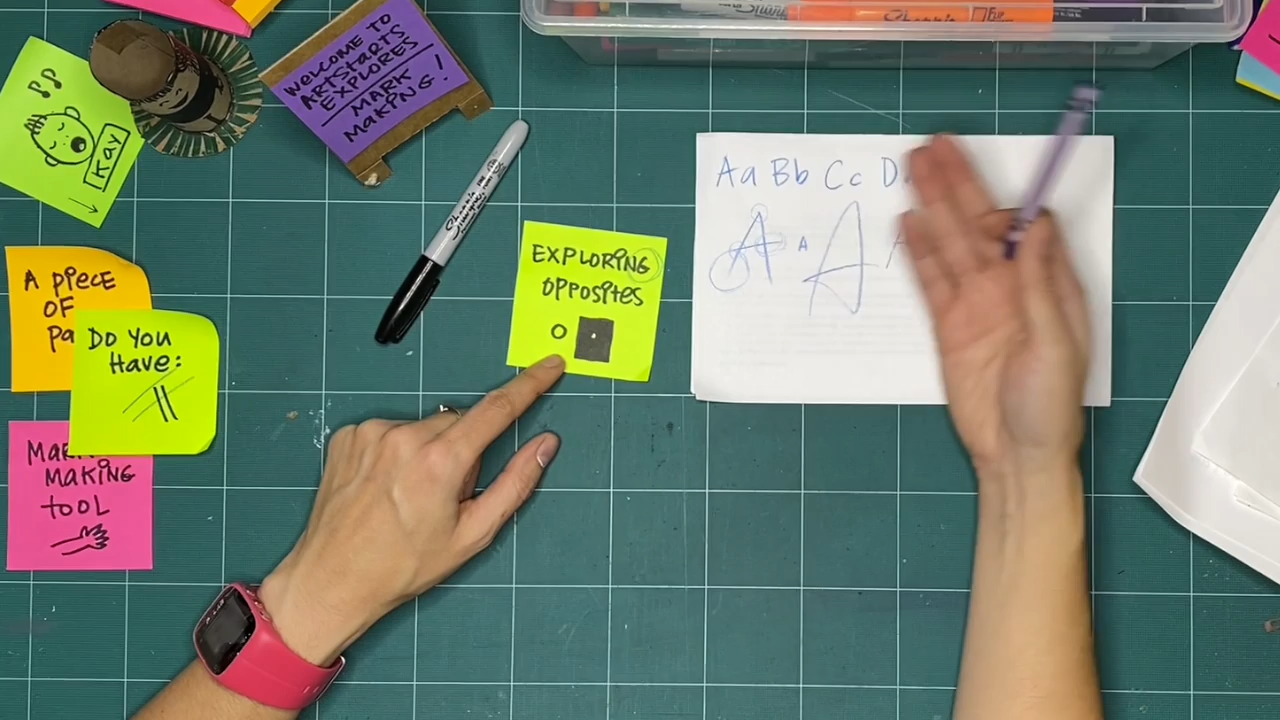 WELCOME TO
ARTSTARTS
EXPLORES
MARK
MAKING!
Kay
A PIECE
OF
Do You
Have:
MAKING
tool
EXPLORING
OPPOSITES
Sharpie
Aa Bb Cc D
A A A A
Sharpie